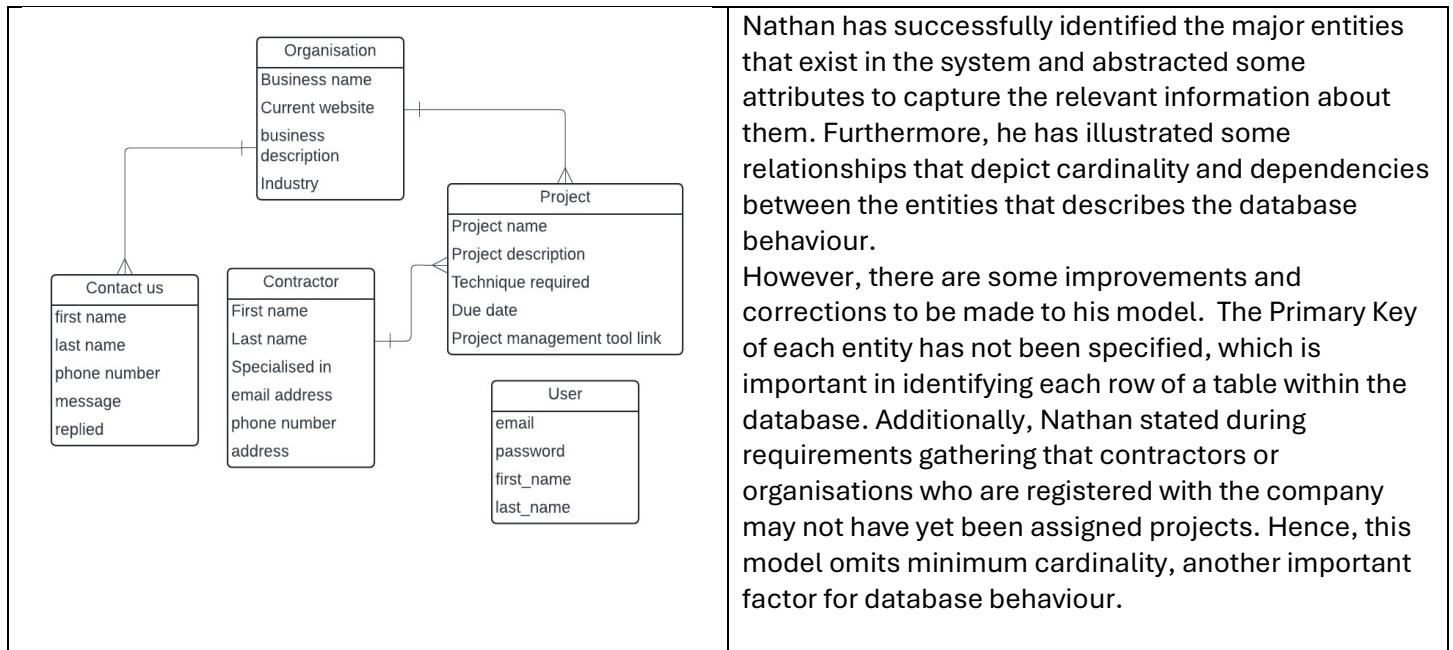 Organisation
Business name
Current website
business
description
Industry
Project
Project name
Project description
Technique required
Due date
Project management tool link
Contact us
first name
last name
phone number
message
replied
Contractor
First name
Last name
Specialised in
email address
phone number
address
User
email
password
first_name
last_name
Nathan has successfully identified the major entities
that exist in the system and abstracted some
attributes to capture the relevant information about
them. Furthermore, he has illustrated some
relationships that depict cardinality and dependencies
between the entities that describes the database
behaviour.
However, there are some improvements and
corrections to be made to his model.  The Primary Key
of each entity has not been specified, which is
important in identifying each row of a table within the
database. Additionally, Nathan stated during
requirements gathering that contractors or
organisations who are registered with the company
may not have yet been assigned projects. Hence, this
model omits minimum cardinality, another important
factor for database behaviour.